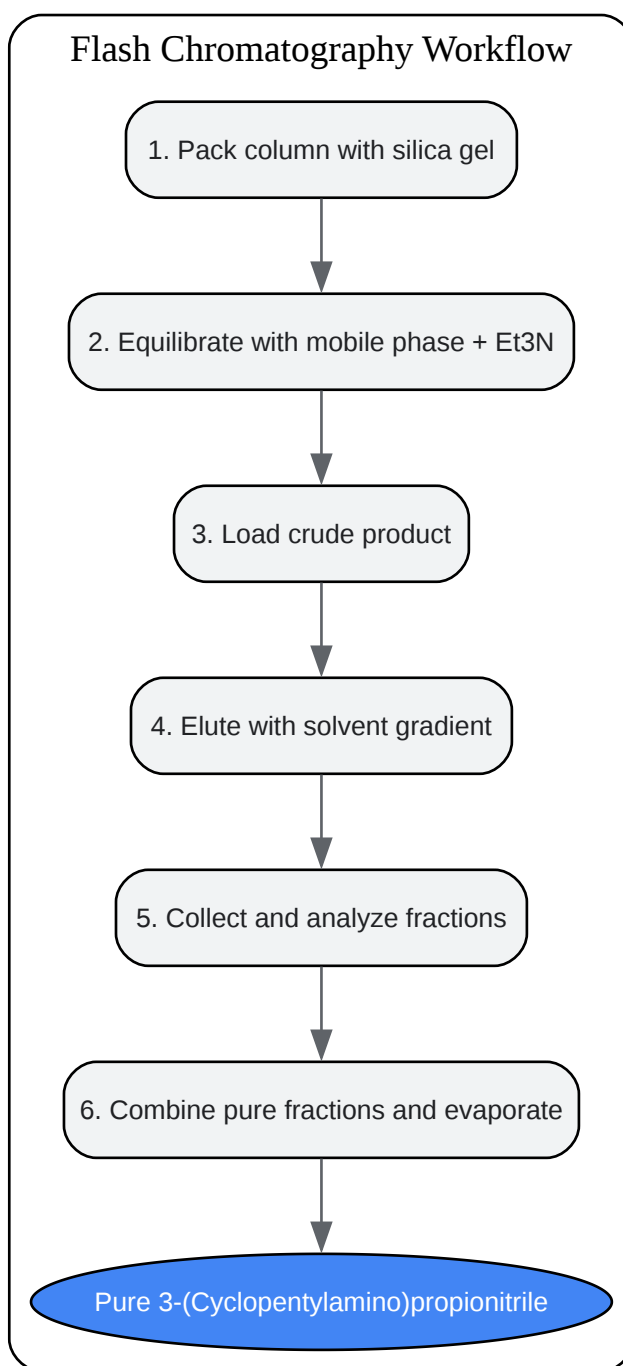 Flash Chromatography Workflow
1. Pack column with silica gel
2. Equilibrate with mobile phase + Et3N
3. Load crude product
4. Elute with solvent gradient
5. Collect and analyze fractions
6. Combine pure fractions and evaporate
Pure 3-(Cyclopentylamino)propionitrile